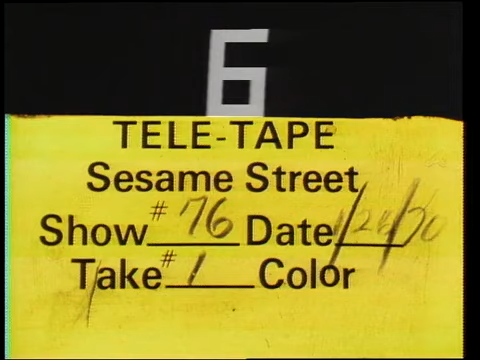 6
TELE-TAPE
Sesame Street
Show # 76 Date 1/26/70
Take # 1 Color